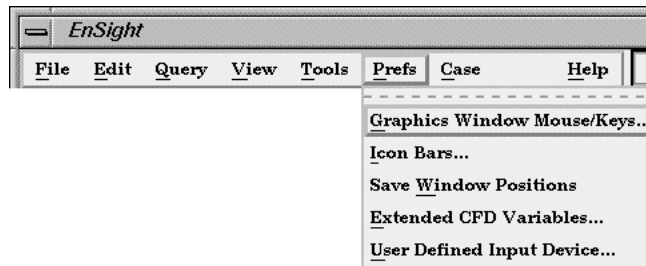 EnSight
File Edit Query View Tools Prefs Case Help
Graphics Window Mouse/Keys..
Icon Bars...
Save Window Positions
Extended CFD Variables...
User Defined Input Device...